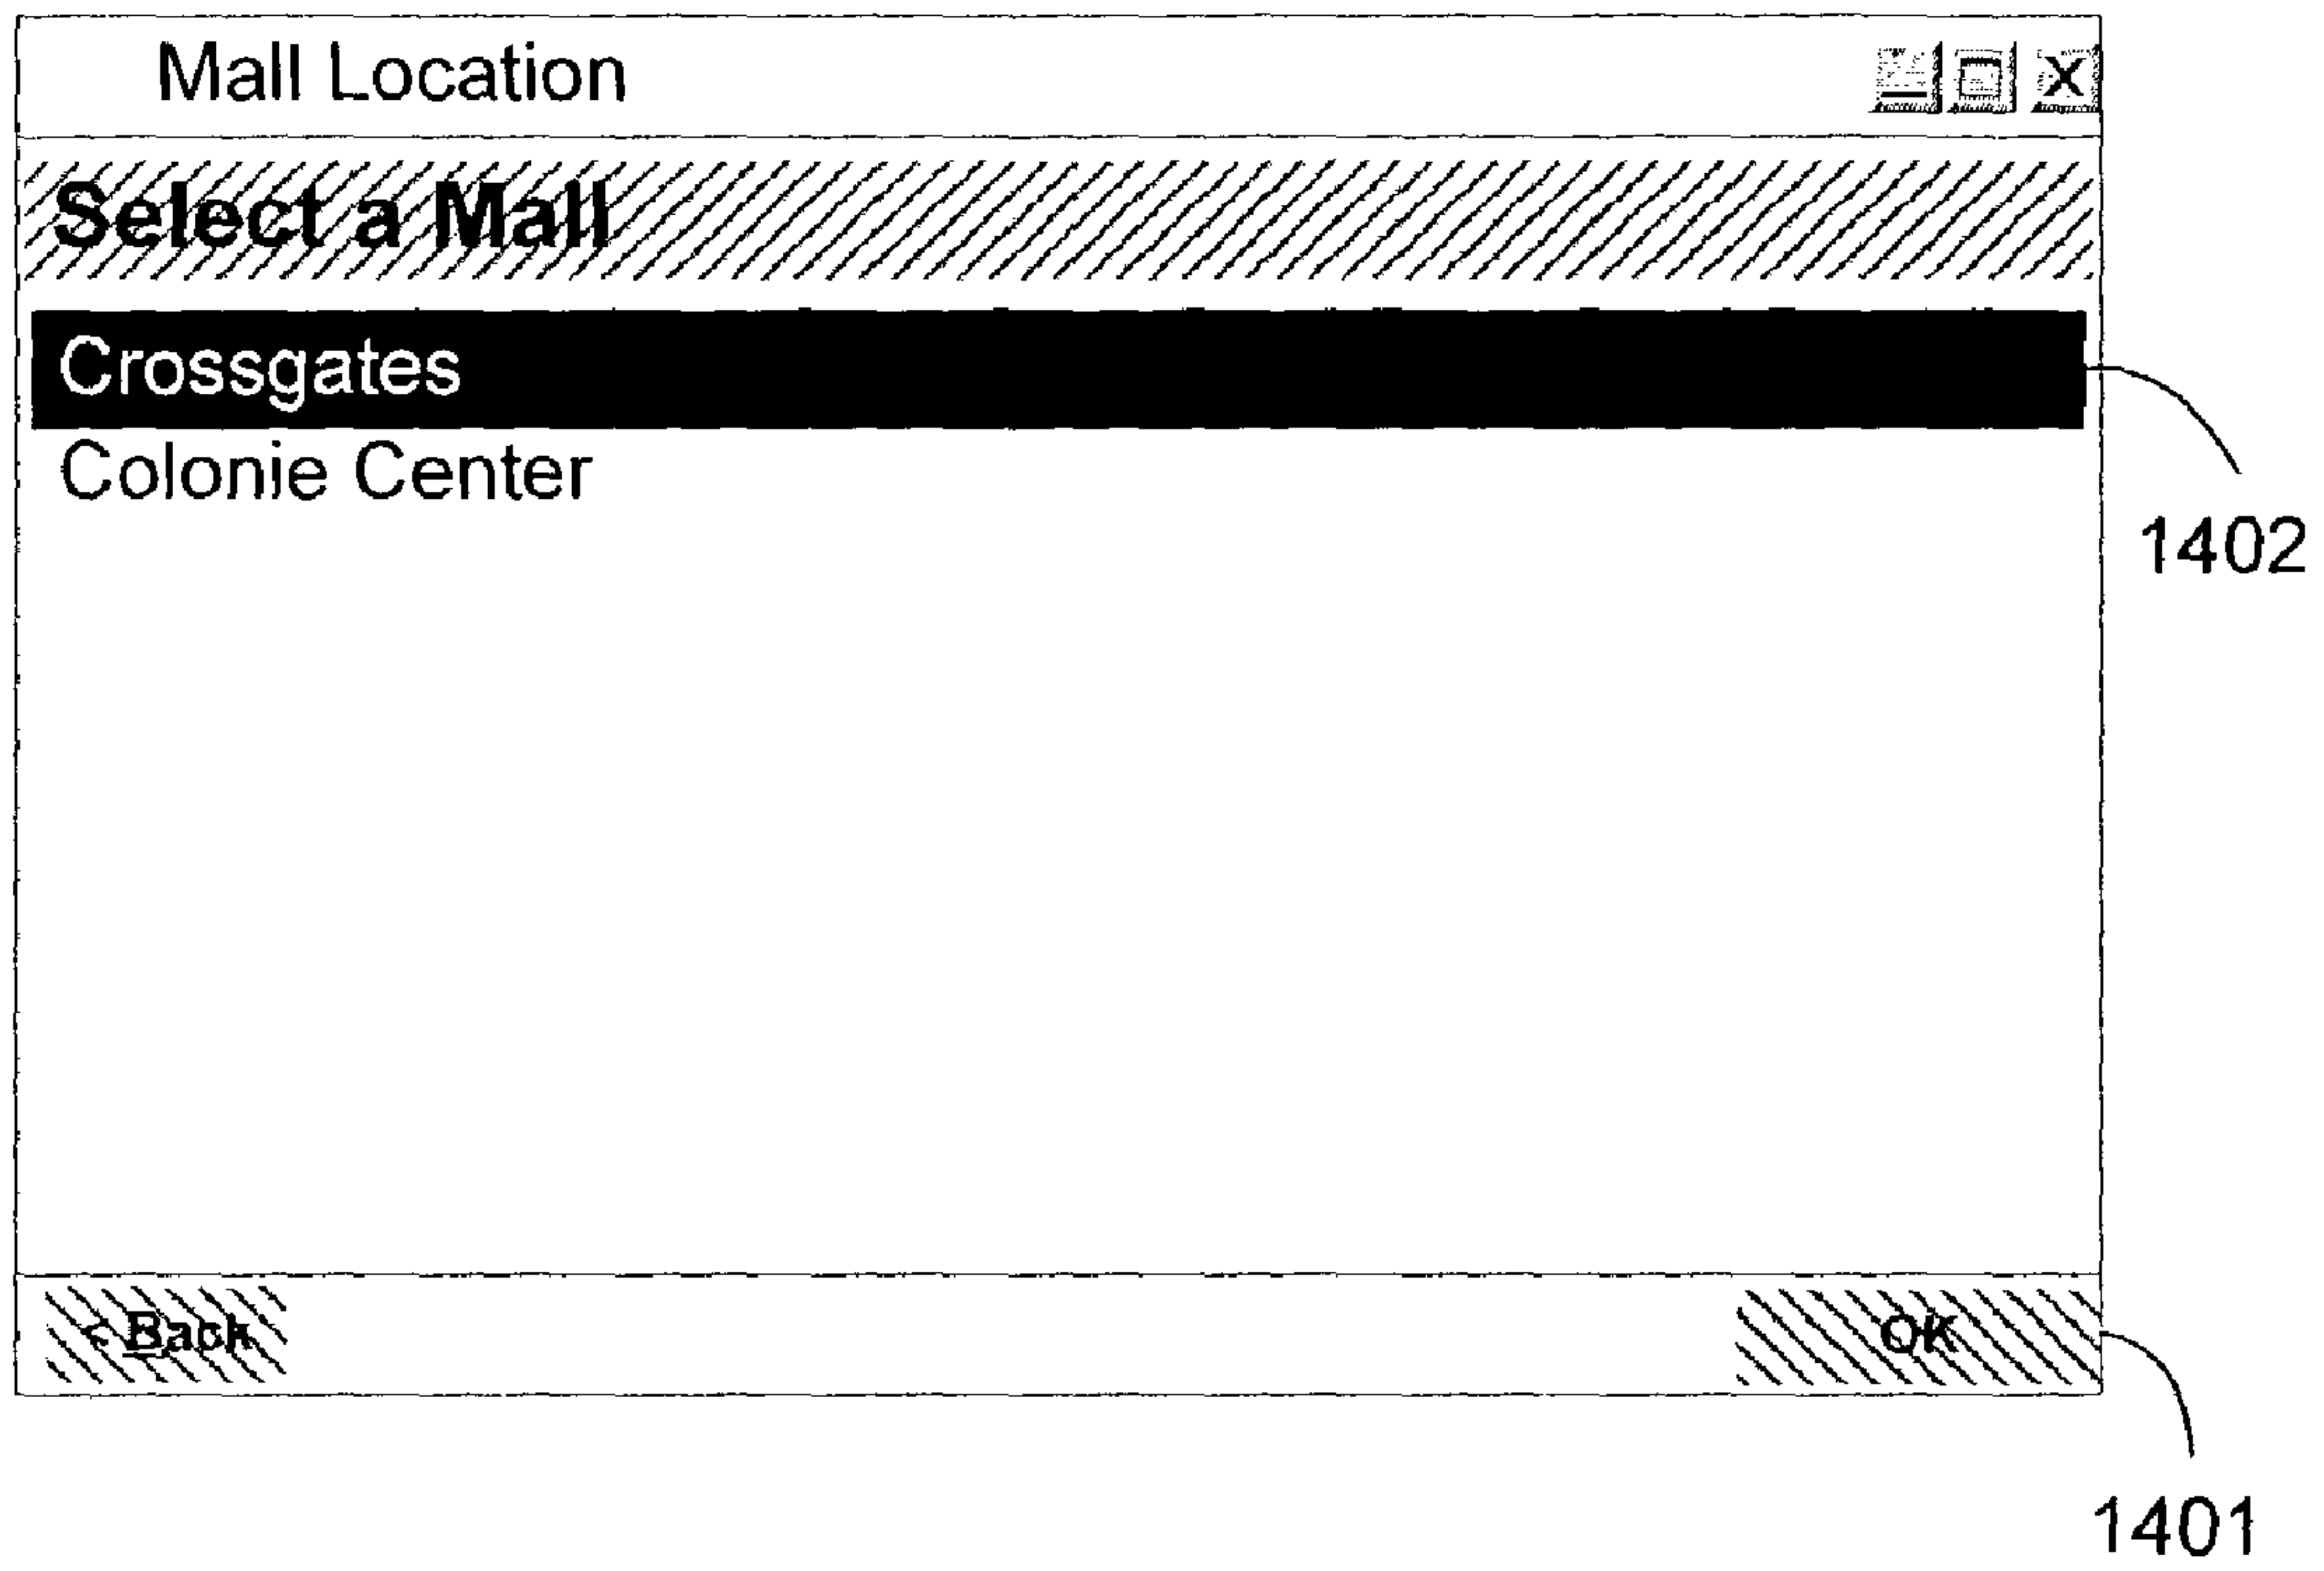 Mall Location
Select a Mall
Crossgates
Colonie Center
1402
< Back
OK
1401